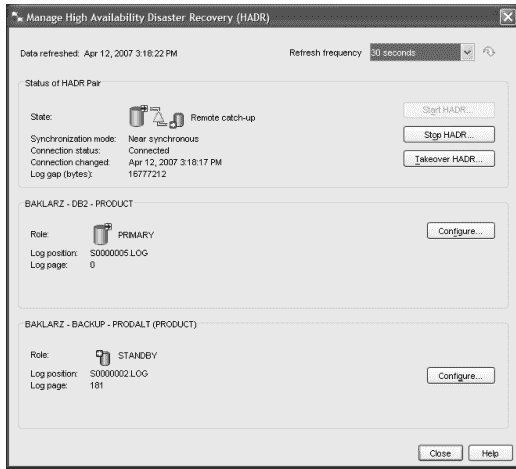 Manage High Availability Disaster Recovery (HADR)
Data refreshed: Apr 12, 2007 3:18:22 PM Refresh frequency 30 seconds
Status of HADR Pair
State: Remote catch-up
Start HADR...
Synchronization mode: Near synchronous
Stop HADR...
Connection status: Connected
Connection changed: Apr 12, 2007 3:18:17 PM
Takeover HADR...
Log gap (bytes): 16777212
BAKLARZ - DB2 - PRODUCT
Role: PRIMARY
Configure...
Log position: S0000005.LOG
Log page: 0
BAKLARZ - BACKUP - PRODALT (PRODUCT)
Role: STANDBY
Log position: S0000002.LOG
Configure...
Log page: 181
Close Help